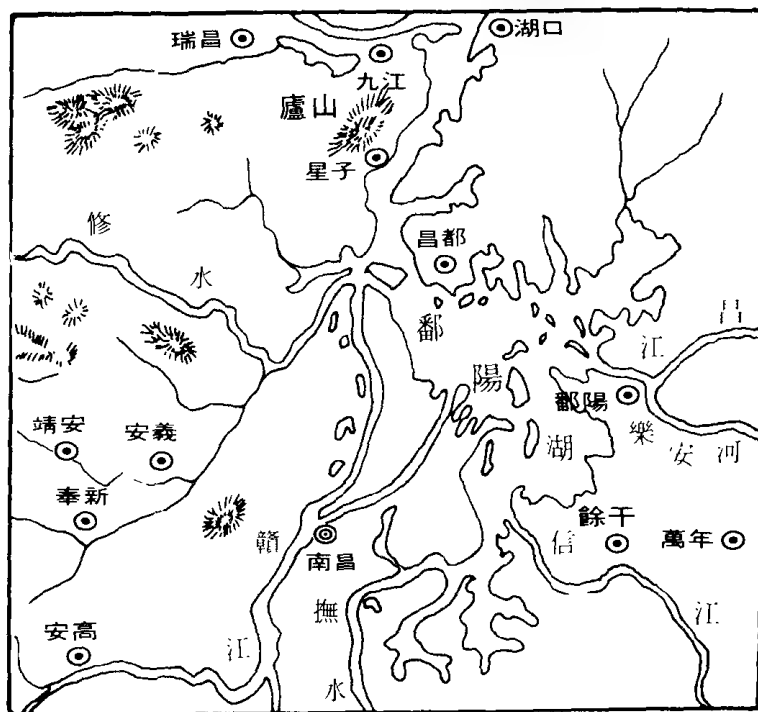 瑞昌
湖口
九江
廬山
星子
修水
昌都
鄱陽湖
昌江
鄱陽
樂安河
靖安
安義
奉新
贛江
南昌
撫水
信江
餘干
萬年
安高